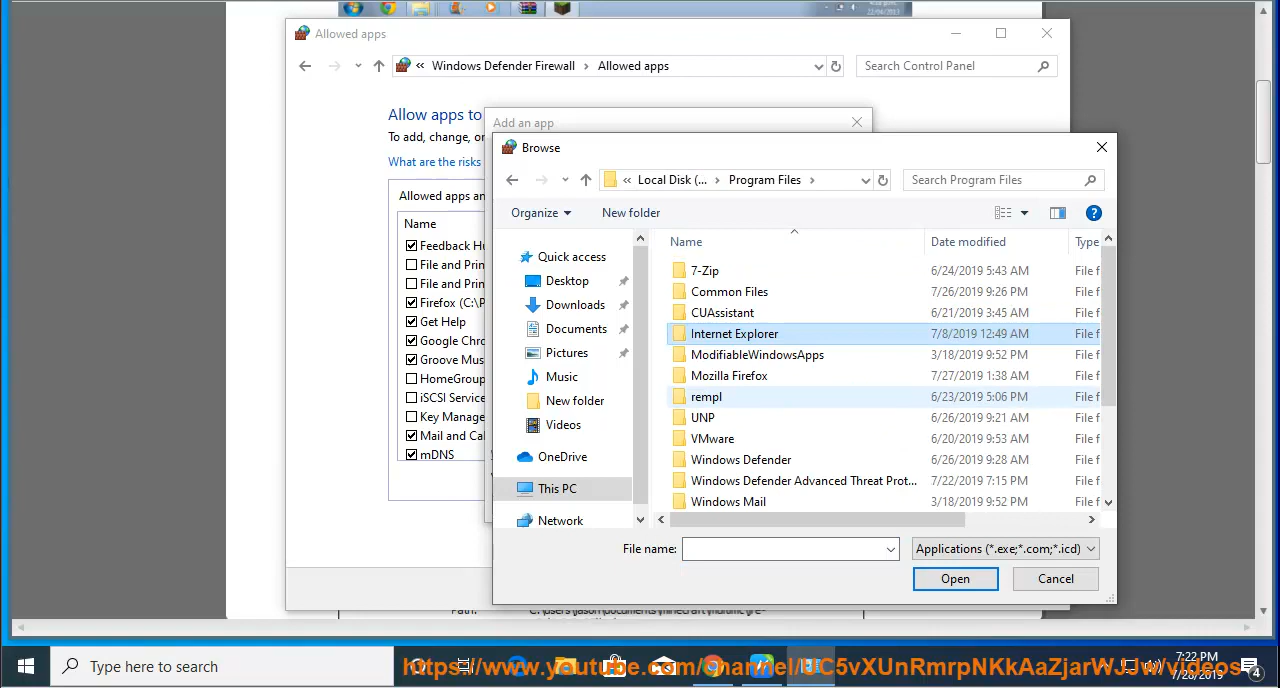 Allowed apps
« Windows Defender Firewall › Allowed apps
Search Control Panel
Allow apps to
To add, change, or
What are the risks
Allowed apps an
Name
Feedback Hu
File and Prin
File and Prin
Firefox (C:\P
Get Help
Google Chro
Groove Mus
HomeGroup
iSCSI Service
Key Manage
Mail and Cal
mDNS
Add an app
Browse
« Local Disk (... › Program Files ›
Search Program Files
Organize
New folder
Quick access
Desktop
Downloads
Documents
Pictures
Music
New folder
Videos
OneDrive
This PC
Network
Name Date modified Type
7-Zip 6/24/2019 5:43 AM File f
Common Files 7/26/2019 9:26 PM File f
CUAssistant 6/21/2019 3:45 AM File f
Internet Explorer 7/8/2019 12:49 AM File f
ModifiableWindowsApps 3/18/2019 9:52 PM File f
Mozilla Firefox 7/27/2019 1:38 AM File f
rempl 6/23/2019 5:06 PM File f
UNP 6/26/2019 9:21 AM File f
VMware 6/20/2019 9:53 AM File f
Windows Defender 6/26/2019 9:28 AM File f
Windows Defender Advanced Threat Prot... 7/22/2019 7:15 PM File f
Windows Mail 3/18/2019 9:52 PM File f
File name:
Applications (*.exe;*.com;*.icd)
Open
Cancel
Type here to search
https://www.youtube.com/channel/UC5vXUnRmrpNKkAaZjarWJJw/videos
7:22 PM
7/28/2019
4